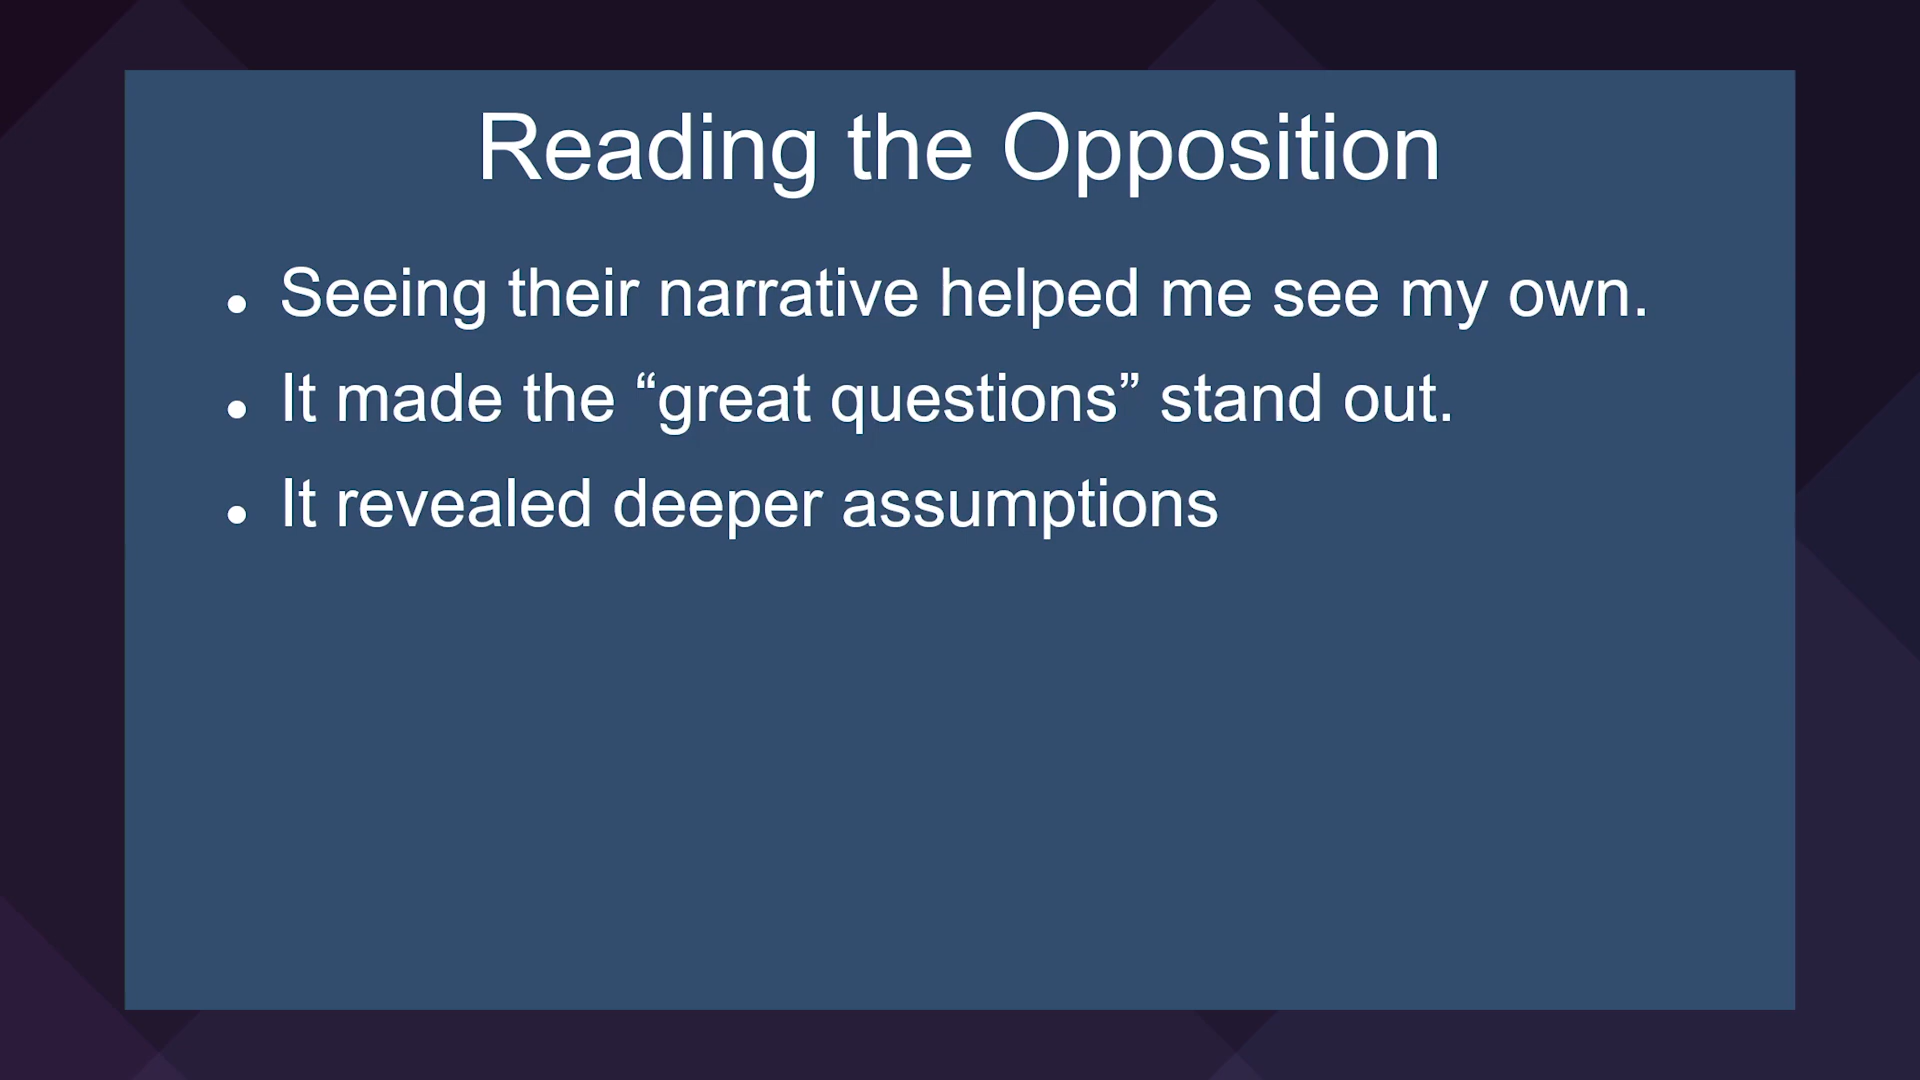 Reading the Opposition
● Seeing their narrative helped me see my own.
● It made the “great questions” stand out.
● It revealed deeper assumptions